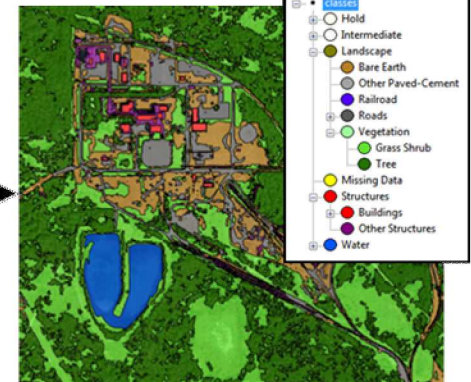 classes
Hold
Intermediate
Landscape
Bare Earth
Other Paved-Cement
Railroad
Roads
Vegetation
Grass Shrub
Tree
Missing Data
Structures
Buildings
Other Structures
Water